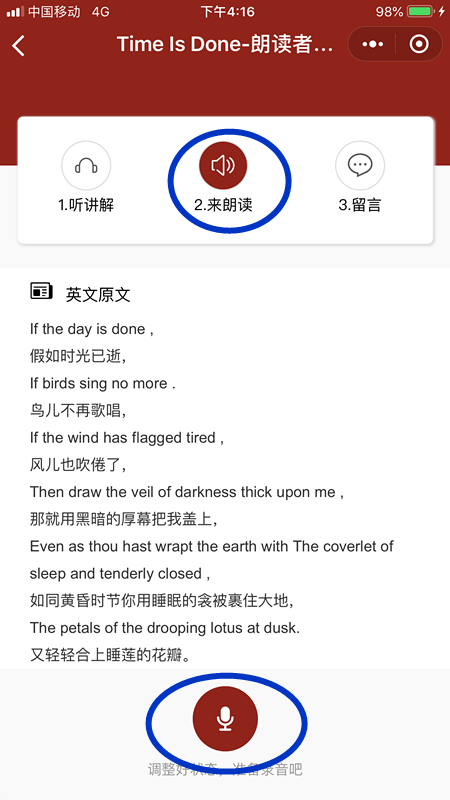 中国移动 4G 下午4:16 98%
Time Is Done-朗读者...
1.听讲解 2.来朗读 3.留言
英文原文
If the day is done ,
假如时光已逝,
If birds sing no more .
鸟儿不再歌唱,
If the wind has flagged tired ,
风儿也吹倦了,
Then draw the veil of darkness thick upon me ,
那就用黑暗的厚幕把我盖上,
Even as thou hast wrapt the earth with The coverlet of
sleep and tenderly closed ,
如同黄昏时节你用睡眠的衾被裹住大地,
The petals of the drooping lotus at dusk.
又轻轻合上睡莲的花瓣。
调整好状态，准备录音吧